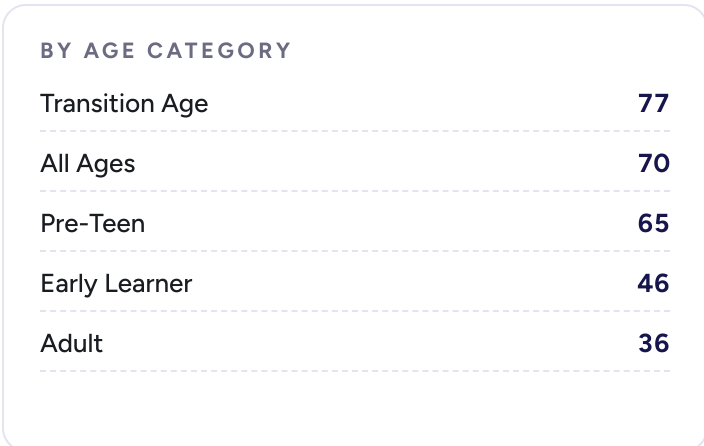 BY AGE CATEGORY
Transition Age 77
All Ages 70
Pre-Teen 65
Early Learner 46
Adult 36